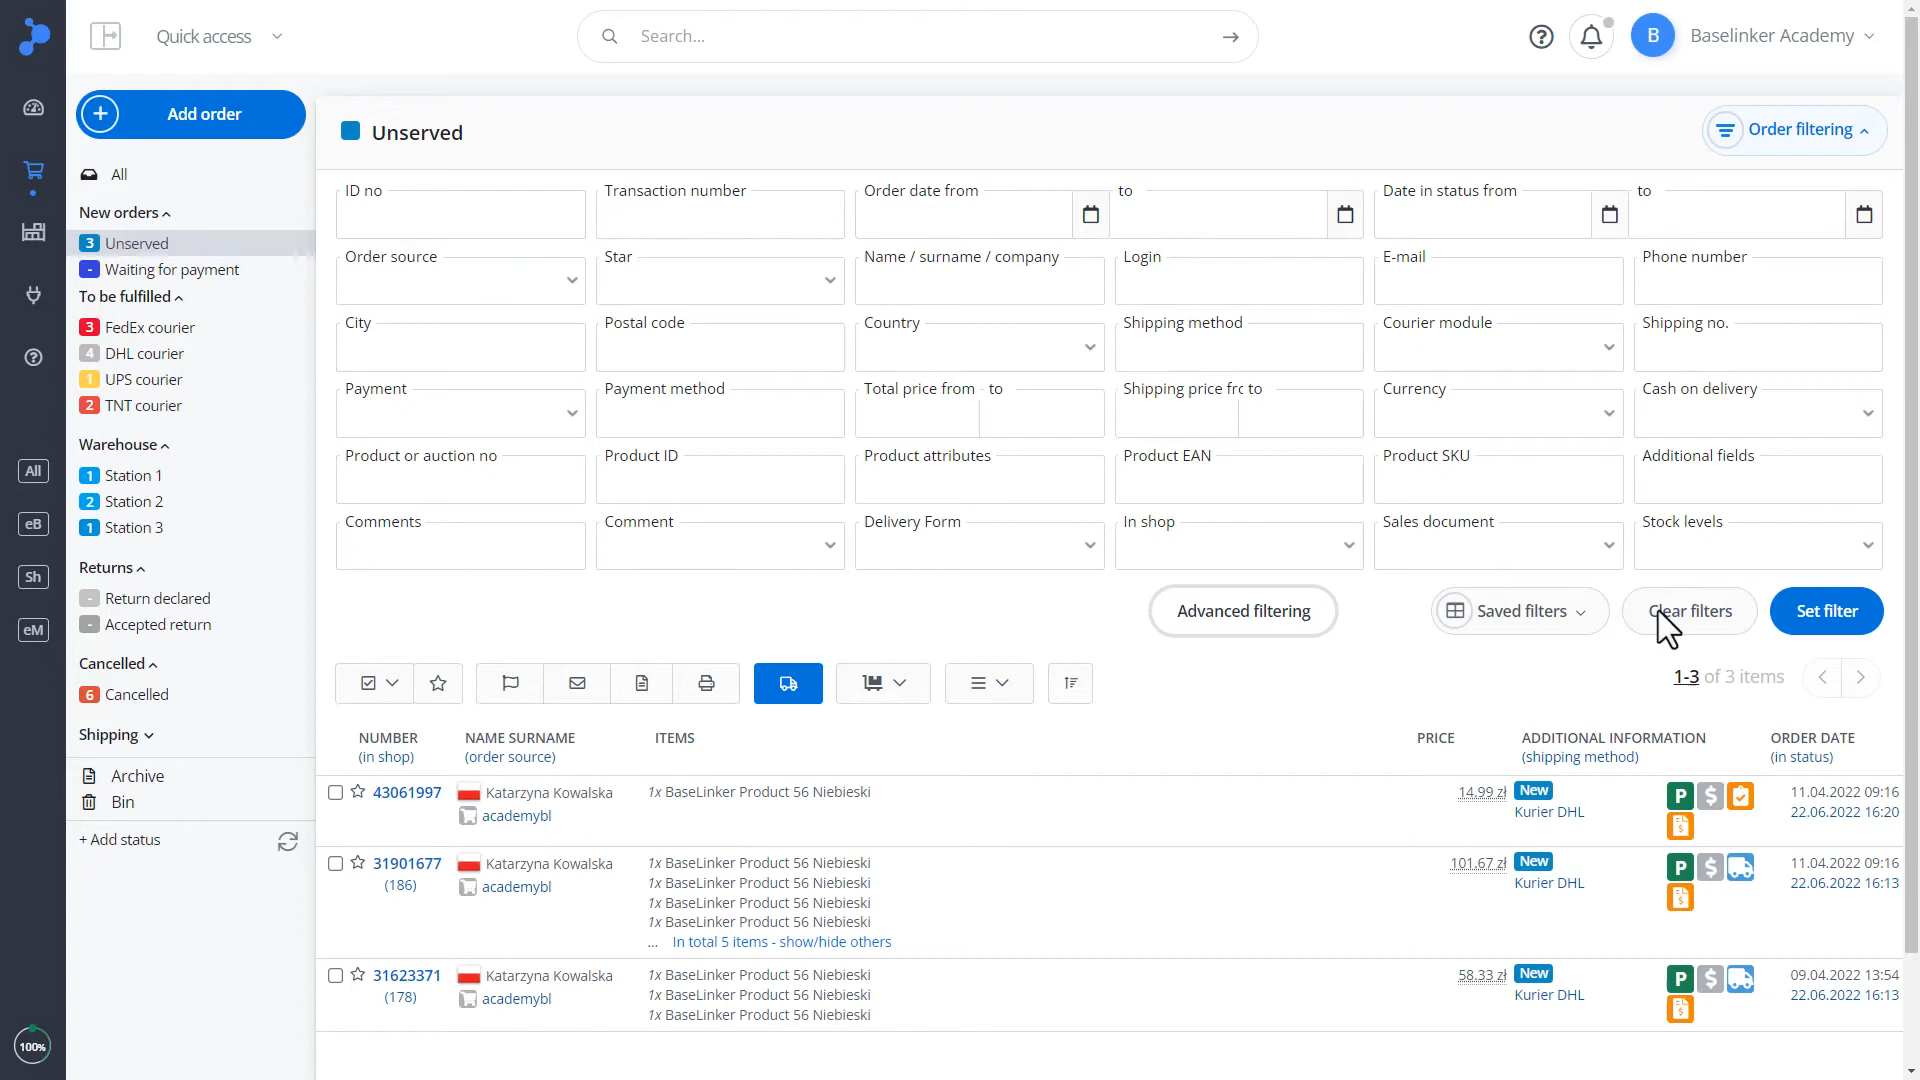 Quick access
Search...
B
Baselinker Academy
Add order
All
New orders
3 Unserved
- Waiting for payment
To be fulfilled
3 FedEx courier
4 DHL courier
1 UPS courier
2 TNT courier
Warehouse
1 Station 1
2 Station 2
1 Station 3
Returns
- Return declared
- Accepted return
Cancelled
6 Cancelled
Shipping
Archive
Bin
+ Add status
All
eB
Sh
eM
100%
Unserved
Order filtering
ID no
Transaction number
Order date from
to
Date in status from
to
Order source
Star
Name / surname / company
Login
E-mail
Phone number
City
Postal code
Country
Shipping method
Courier module
Shipping no.
Payment
Payment method
Total price from
to
Shipping price frc
to
Currency
Cash on delivery
Product or auction no
Product ID
Product attributes
Product EAN
Product SKU
Additional fields
Comments
Comment
Delivery Form
In shop
Sales document
Stock levels
Advanced filtering
Saved filters
Clear filters
Set filter
1-3 of 3 items
NUMBER
(in shop)
NAME SURNAME
(order source)
ITEMS
PRICE
ADDITIONAL INFORMATION
(shipping method)
ORDER DATE
(in status)
43061997
Katarzyna Kowalska
academybl
1x BaseLinker Product 56 Niebieski
14.99 zł
New
Kurier DHL
P $
11.04.2022 09:16
22.06.2022 16:20
31901677
(186)
Katarzyna Kowalska
academybl
1x BaseLinker Product 56 Niebieski
1x BaseLinker Product 56 Niebieski
1x BaseLinker Product 56 Niebieski
1x BaseLinker Product 56 Niebieski
... In total 5 items - show/hide others
101.67 zł
New
Kurier DHL
P $
11.04.2022 09:16
22.06.2022 16:13
31623371
(178)
Katarzyna Kowalska
academybl
1x BaseLinker Product 56 Niebieski
1x BaseLinker Product 56 Niebieski
1x BaseLinker Product 56 Niebieski
58.33 zł
New
Kurier DHL
P $
09.04.2022 13:54
22.06.2022 16:13